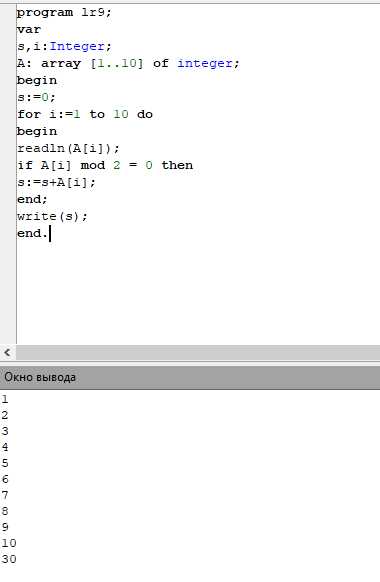 program lr9;
var
s,i:Integer;
A: array [1..10] of integer;
begin
s:=0;
for i:=1 to 10 do
begin
readln(A[i]);
if A[i] mod 2 = 0 then
s:=s+A[i];
end;
write(s);
end.
Окно вывода
1
2
3
4
5
6
7
8
9
10
30